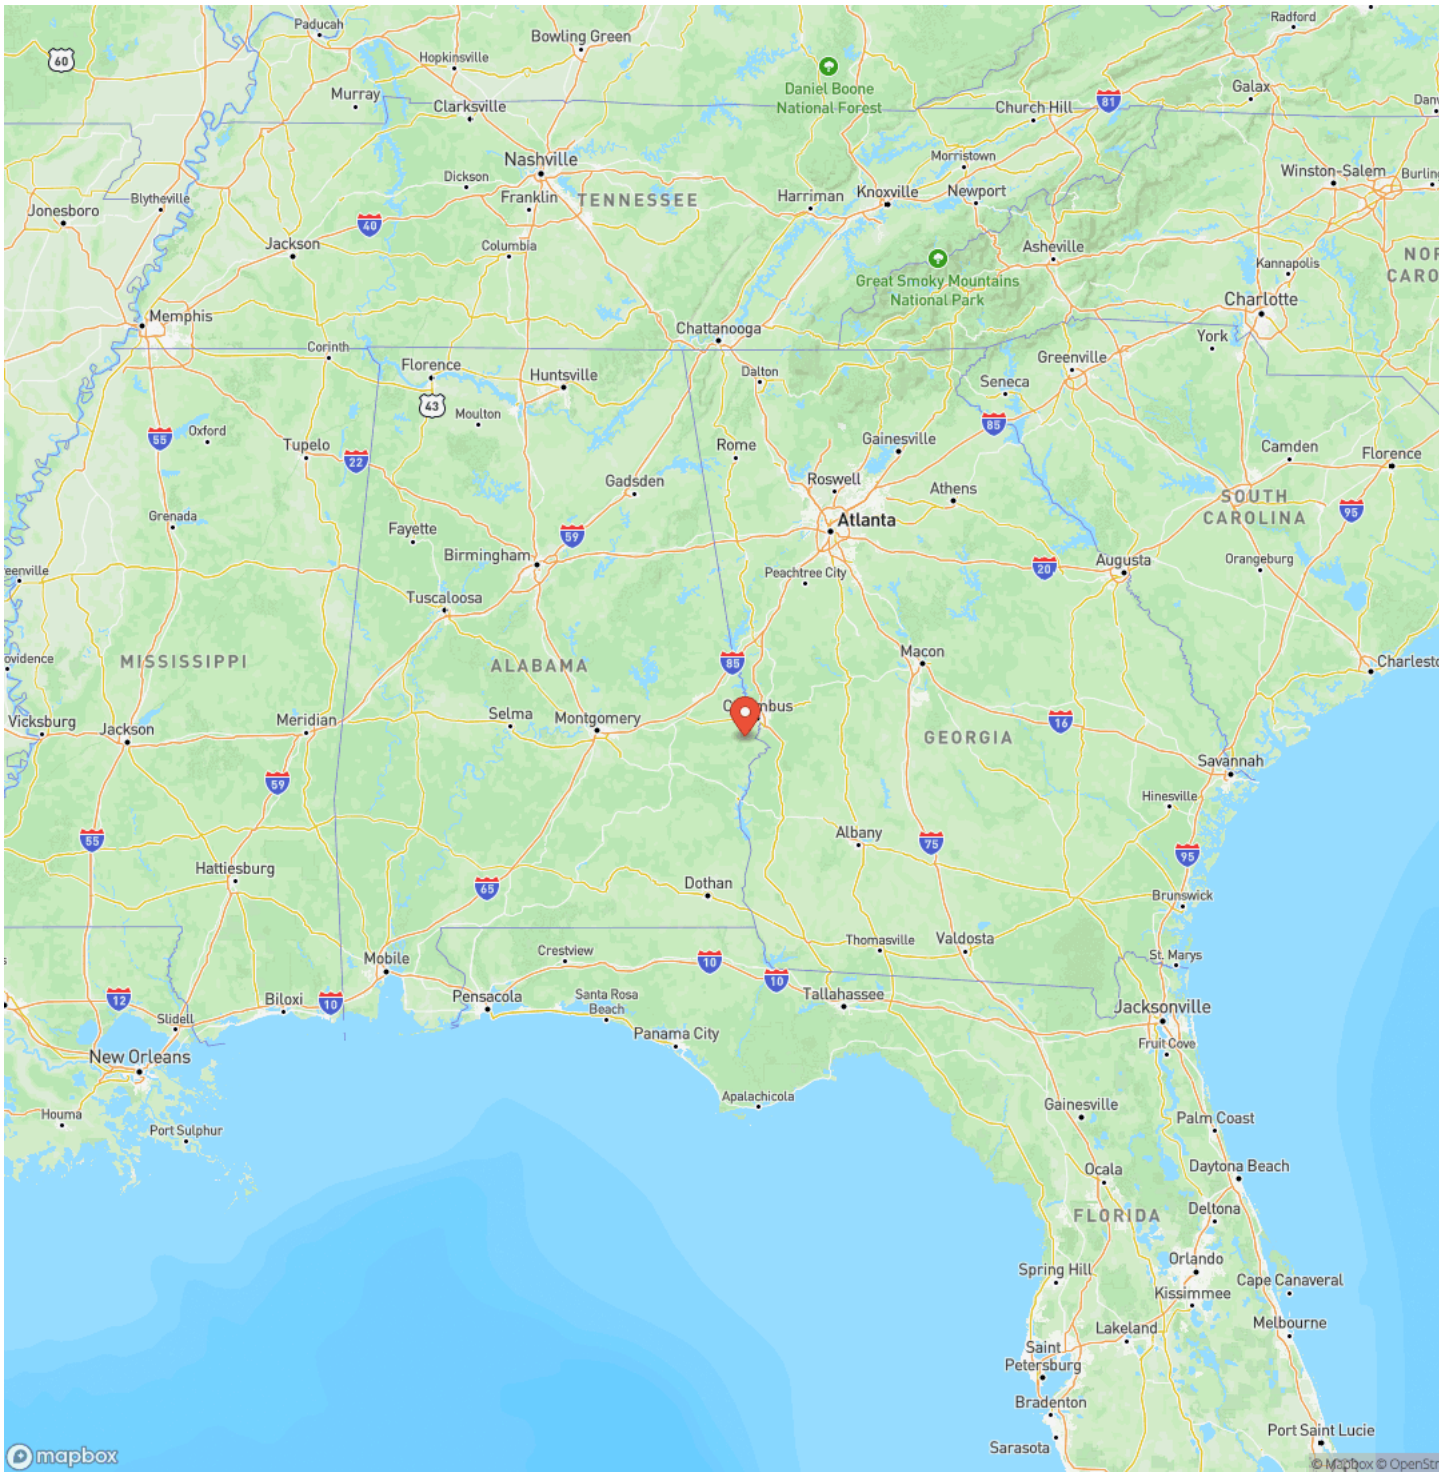 Paducah
Radford
Bowling Green
60
Hopkinsville
Daniel Boone
National Forest
Galax
Murray
Clarksville
Church Hill
81
Nashville
Morristown
Winston-Salem
Dickson
TENNESSEE
Harriman
Knoxville
Newport
Blytheville
Franklin
Jonesboro
40
Jackson
Columbia
Asheville
Kannapolis
Great Smoky Mountains
National Park
Charlotte
Memphis
Chattanooga
York
Corinth
Florence
Huntsville
Dalton
Greenville
Seneca
43
Moulton
55
Oxford
Tupelo
22
Rome
Gainesville
85
Camden
Florence
Gadsden
Roswell
Athens
SOUTH
CAROLINA
95
Grenada
Fayette
59
Atlanta
Birmingham
Peachtree City
20
Augusta
Orangeburg
eenville
Tuscaloosa
ovidence
MISSISSIPPI
ALABAMA
85
Macon
Charlest
Vicksburg
Jackson
Meridian
Selma
Montgomery
16
GEORGIA
Savannah
59
Hinesville
55
Albany
75
95
Hattiesburg
65
Dothan
Brunswick
Mobile
Crestview
10
Thomasville
Valdosta
St. Marys
10
12
Biloxi
10
Pensacola
Santa Rosa
Beach
Tallahassee
Jacksonville
Slidell
Panama City
Fruit Cove
New Orleans
Apalachicola
Gainesville
Palm Coast
Houma
Port Sulphur
Ocala
Daytona Beach
FLORIDA
Deltona
Spring Hill
Orlando
Cape Canaveral
Kissimmee
Lakeland
Melbourne
Saint
Petersburg
Bradenton
Port Saint Lucie
Sarasota
mapbox
© Mapbox © OpenStr